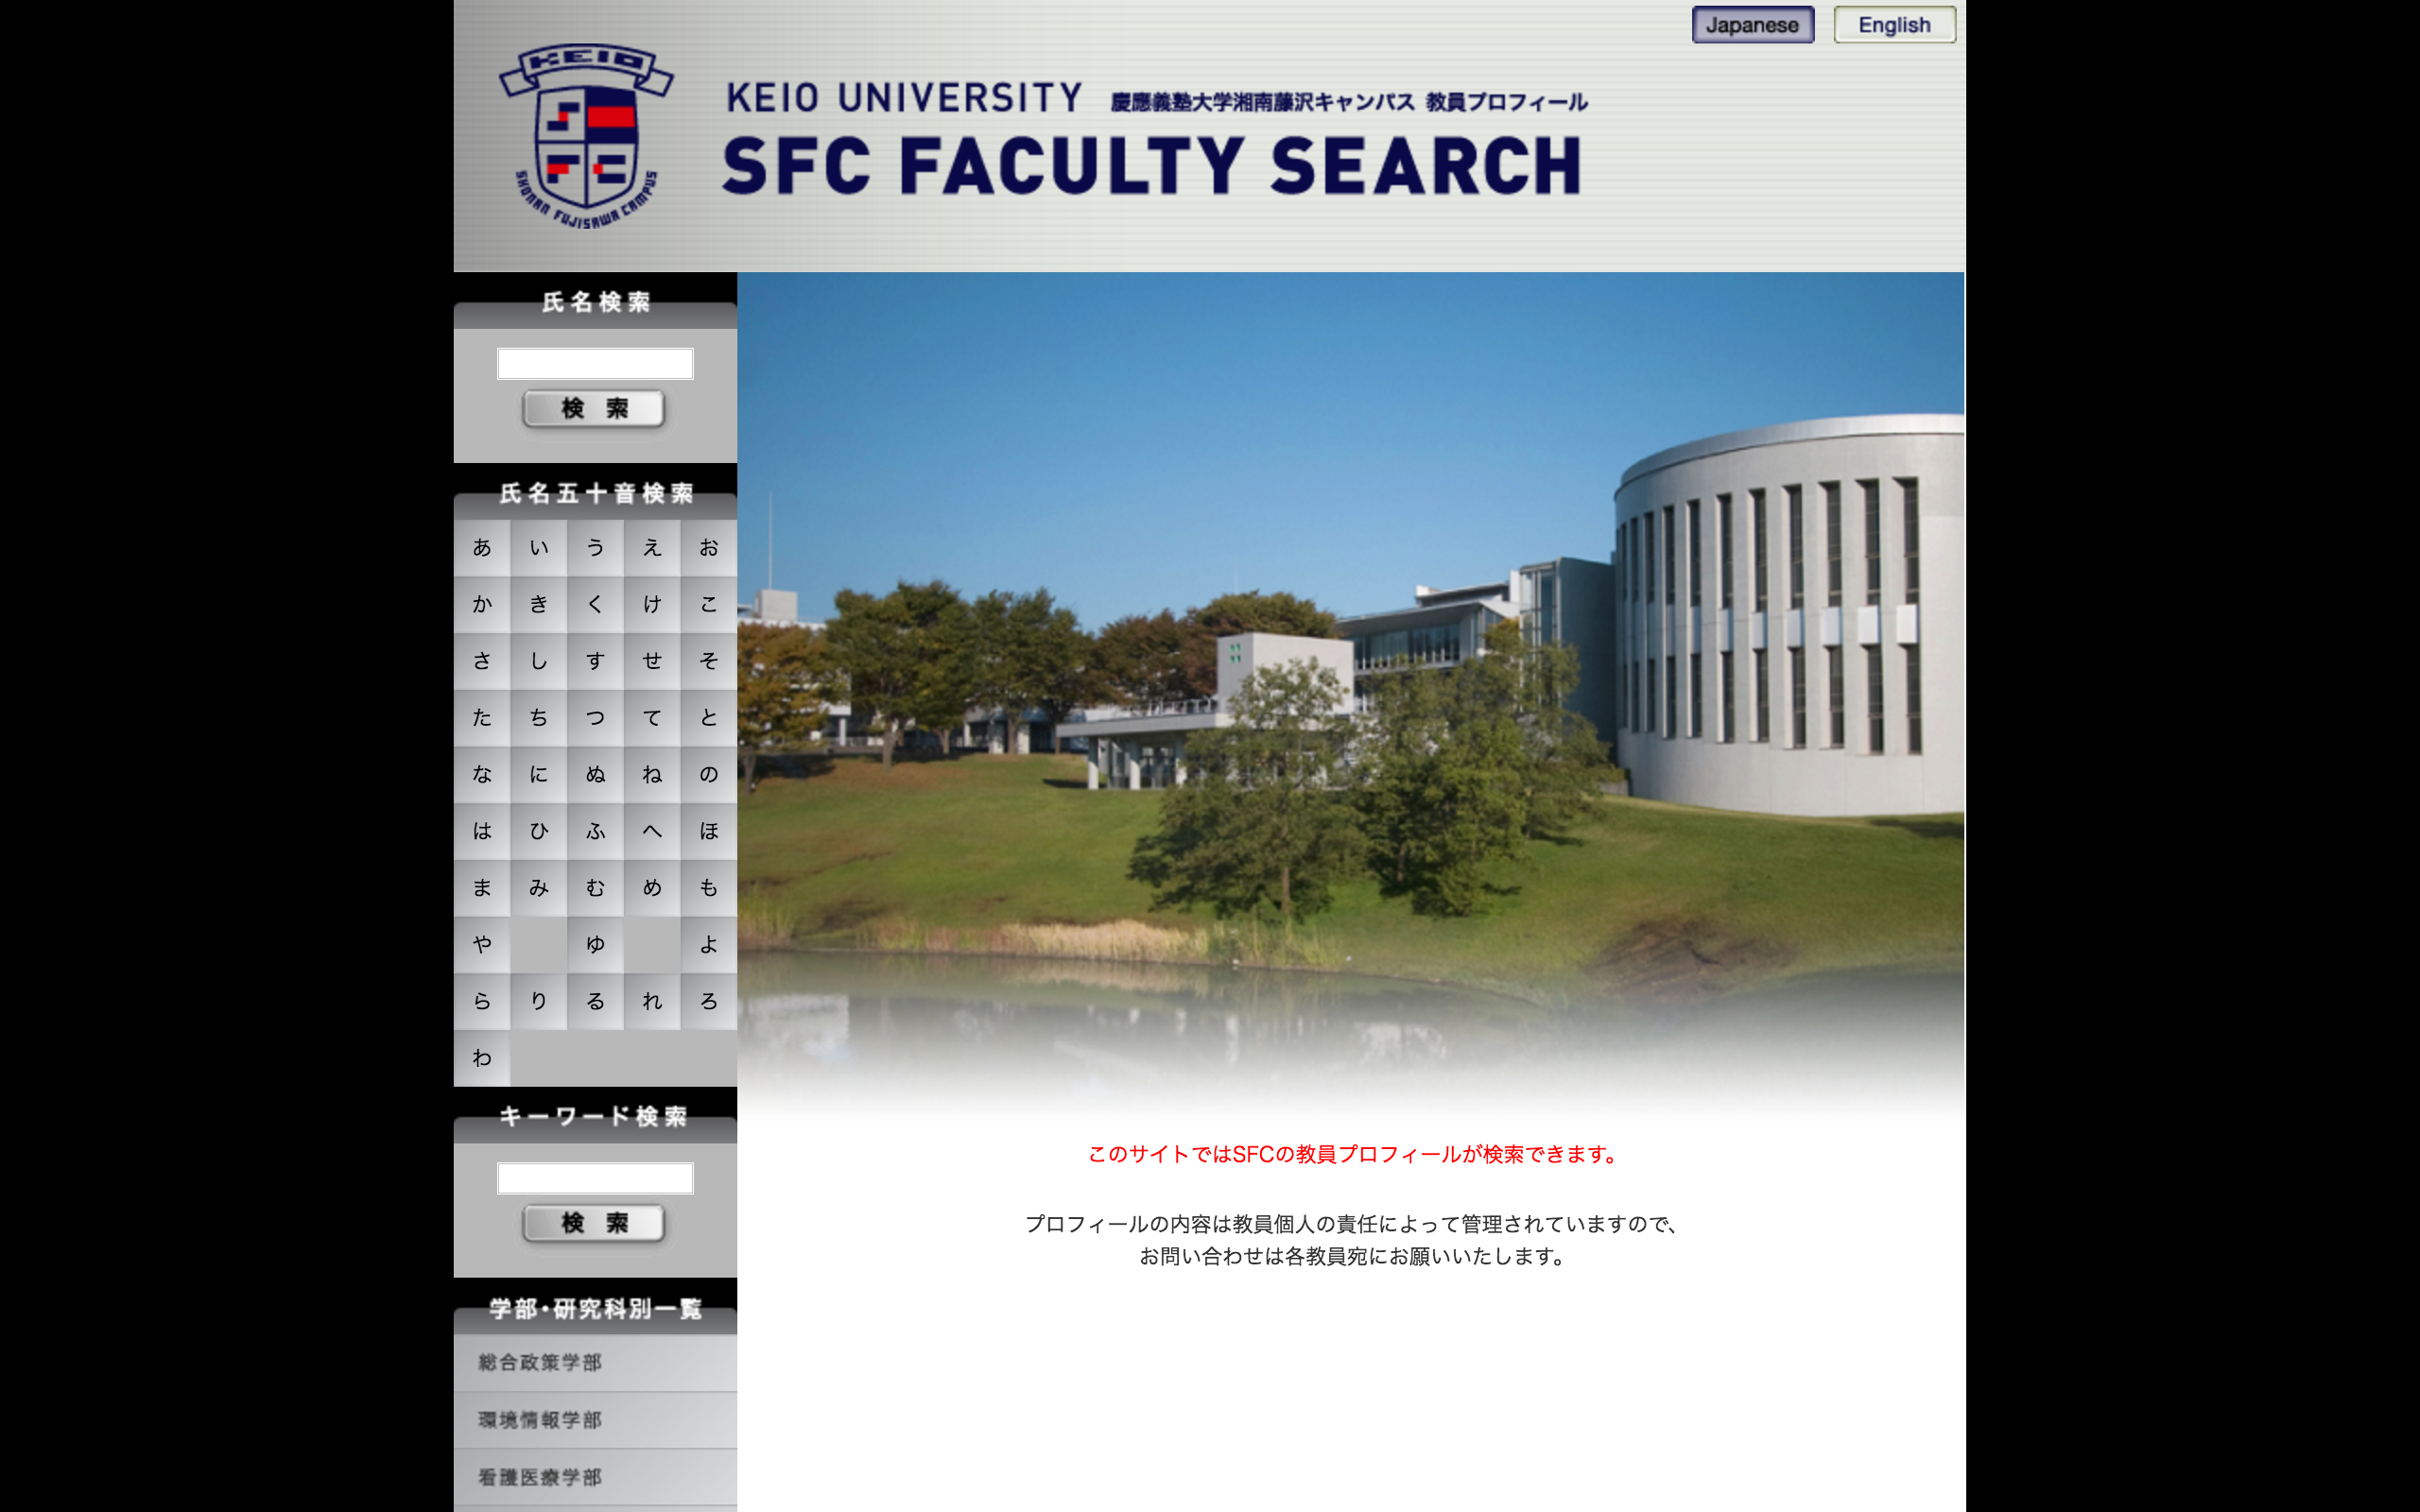 Japanese English
KEIO
S
F C
SHONAN FUJISAWA CAMPUS
KEIO UNIVERSITY 慶應義塾大学湘南藤沢キャンパス 教員プロフィール
SFC FACULTY SEARCH
氏名検索
検 索
氏名五十音検索
あ い う え お
か き く け こ
さ し す せ そ
た ち つ て と
な に ぬ ね の
は ひ ふ へ ほ
ま み む め も
や ゆ よ
ら り る れ ろ
わ
キーワード検索
検 索
学部・研究科別一覧
総合政策学部
環境情報学部
看護医療学部
このサイトではSFCの教員プロフィールが検索できます。
プロフィールの内容は教員個人の責任によって管理されていますので、
お問い合わせは各教員宛にお願いいたします。